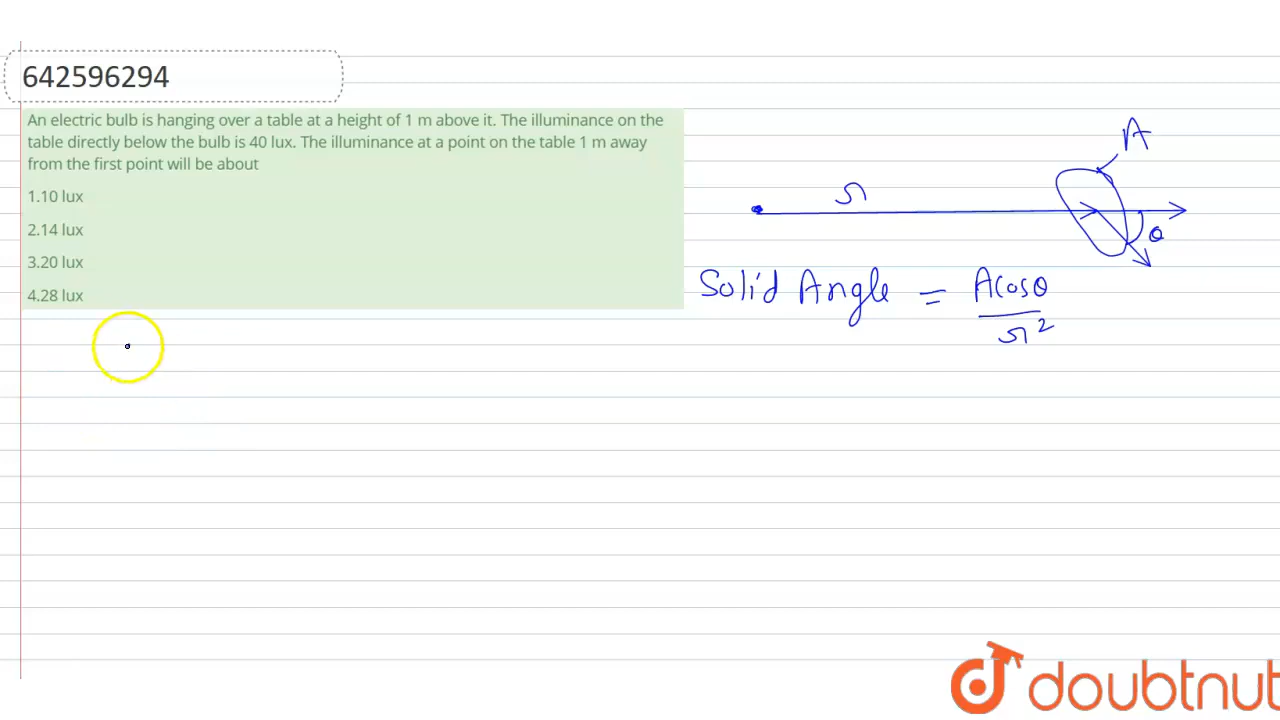 642596294
An electric bulb is hanging over a table at a height of 1 m above it. The illuminance on the
table directly below the bulb is 40 lux. The illuminance at a point on the table 1 m away
from the first point will be about
1.10 lux
2.14 lux
3.20 lux
4.28 lux
A
r
θ
Solid Angle = Acosθ
r²
doubtnut